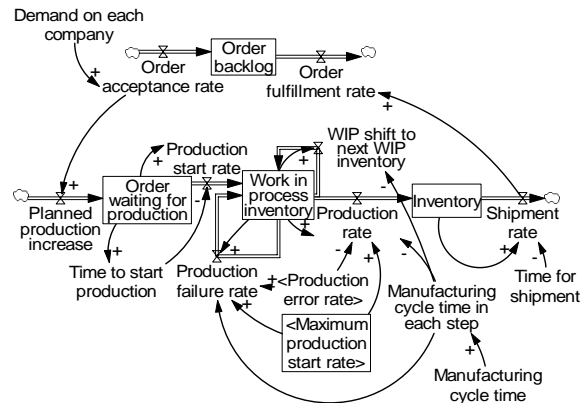 Demand on each
company
Order
acceptance rate
Order
backlog
Order
fulfillment rate
Production
start rate
WIP shift to
next WIP
inventory
Planned
production
increase
Order
waiting for
production
Work in
process
inventory
Production
rate
Inventory
Shipment
rate
Time to start
production
Production
failure rate
<Production
error rate>
<Maximum
production
start rate>
Manufacturing
cycle time in
each step
Time for
shipment
Manufacturing
cycle time